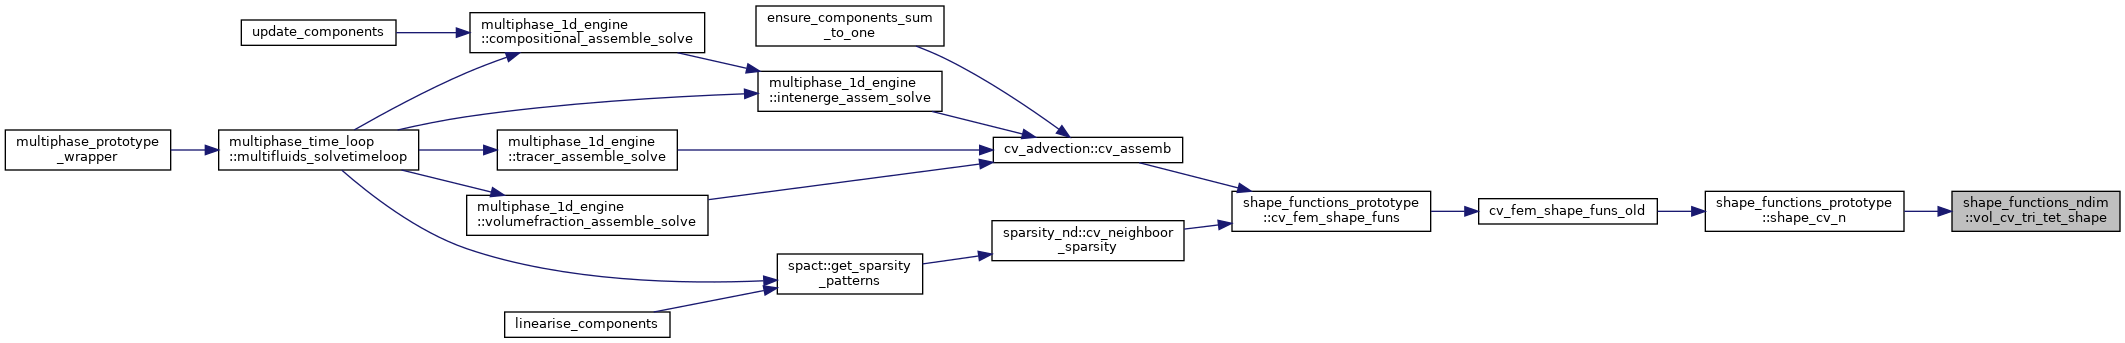 update_components
multiphase_1d_engine
::compositional_assemble_solve
ensure_components_sum
_to_one
multiphase_1d_engine
::intenerge_assem_solve
multiphase_prototype
_wrapper
multiphase_time_loop
::multifluids_solvetimeloop
multiphase_1d_engine
::tracer_assemble_solve
cv_advection::cv_assemb
multiphase_1d_engine
::volumefraction_assemble_solve
shape_functions_prototype
::cv_fem_shape_funs
cv_fem_shape_funs_old
shape_functions_prototype
::shape_cv_n
shape_functions_ndim
::vol_cv_tri_tet_shape
sparsity_nd::cv_neighboor
_sparsity
spact::get_sparsity
_patterns
linearise_components